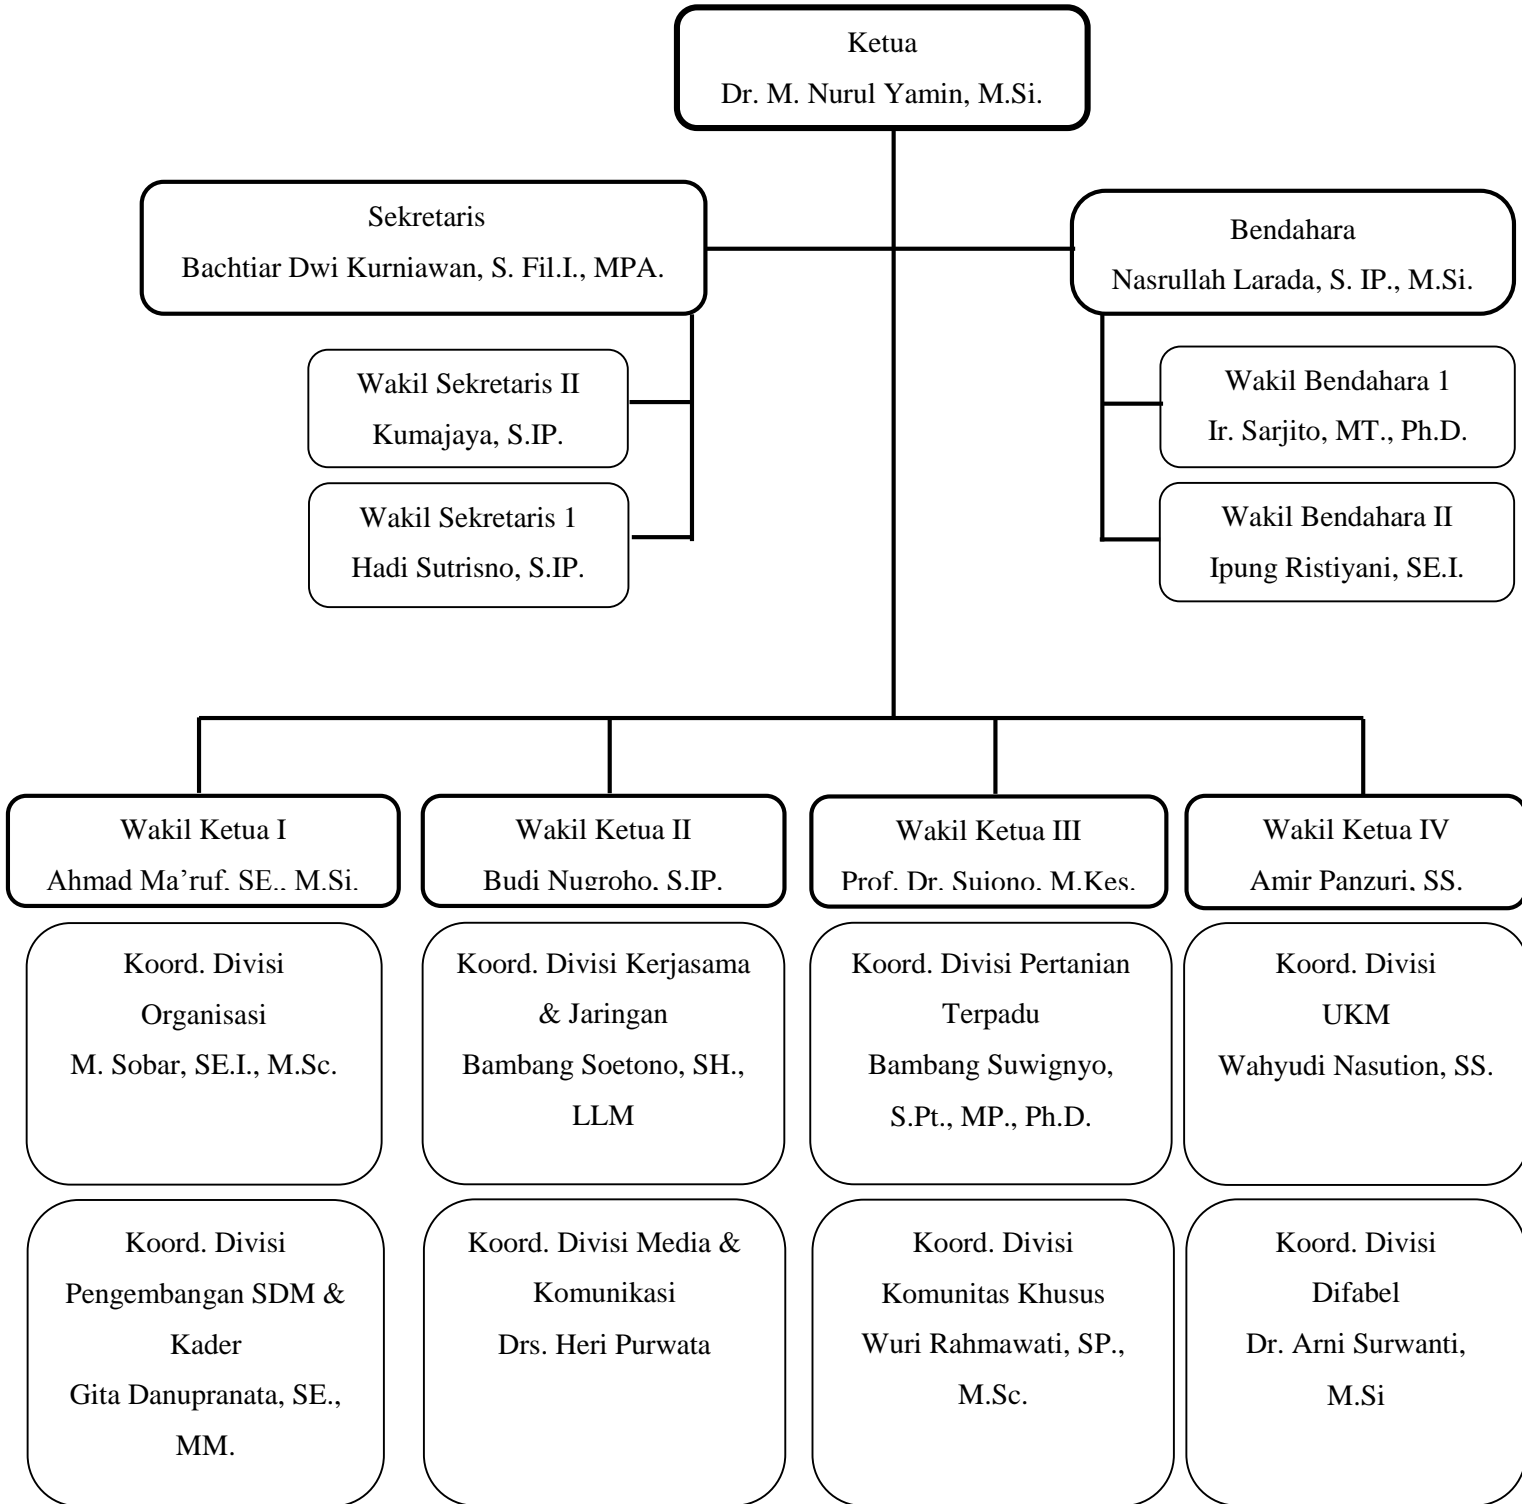 Ketua
Dr. M. Nurul Yamin, M.Si.
Sekretaris
Bachtiar Dwi Kurniawan, S. Fil.I., MPA.
Bendahara
Nasrullah Larada, S. IP., M.Si.
Wakil Sekretaris II
Kumajaya, S.IP.
Wakil Bendahara 1
Ir. Sarjito, MT., Ph.D.
Wakil Sekretaris 1
Hadi Sutrisno, S.IP.
Wakil Bendahara II
Ipung Ristiyani, SE.I.
Wakil Ketua I
Ahmad Ma’ruf, SE., M.Si.
Wakil Ketua II
Budi Nugroho, S.IP.
Wakil Ketua III
Prof. Dr. Sujono, M.Kes.
Wakil Ketua IV
Amir Panzuri, SS.
Koord. Divisi
Organisasi
M. Sobar, SE.I., M.Sc.
Koord. Divisi Kerjasama
& Jaringan
Bambang Soetono, SH.,
LLM
Koord. Divisi Pertanian
Terpadu
Bambang Suwignyo,
S.Pt., MP., Ph.D.
Koord. Divisi
UKM
Wahyudi Nasution, SS.
Koord. Divisi
Pengembangan SDM &
Kader
Gita Danupranata, SE.,
MM.
Koord. Divisi Media &
Komunikasi
Drs. Heri Purwata
Koord. Divisi
Komunitas Khusus
Wuri Rahmawati, SP.,
M.Sc.
Koord. Divisi
Difabel
Dr. Arni Surwanti,
M.Si